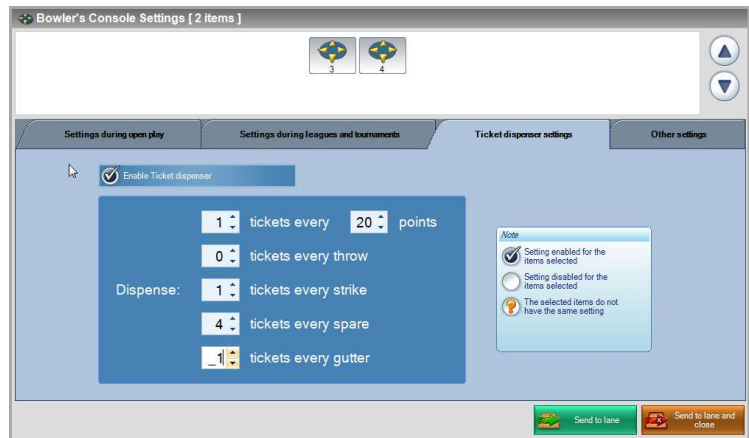 Bowler's Console Settings [ 2 items ]
3 4
Settings during open play Settings during leagues and tournaments Ticket dispenser settings Other settings
Enable Ticket dispenser
1 tickets every 20 points
0 tickets every throw
Dispense: 1 tickets every strike
4 tickets every spare
_1 tickets every gutter
Note
Setting enabled for the
items selected
Setting disabled for the
items selected
The selected items do not
have the same setting
Send to lane
Send to lane and
close